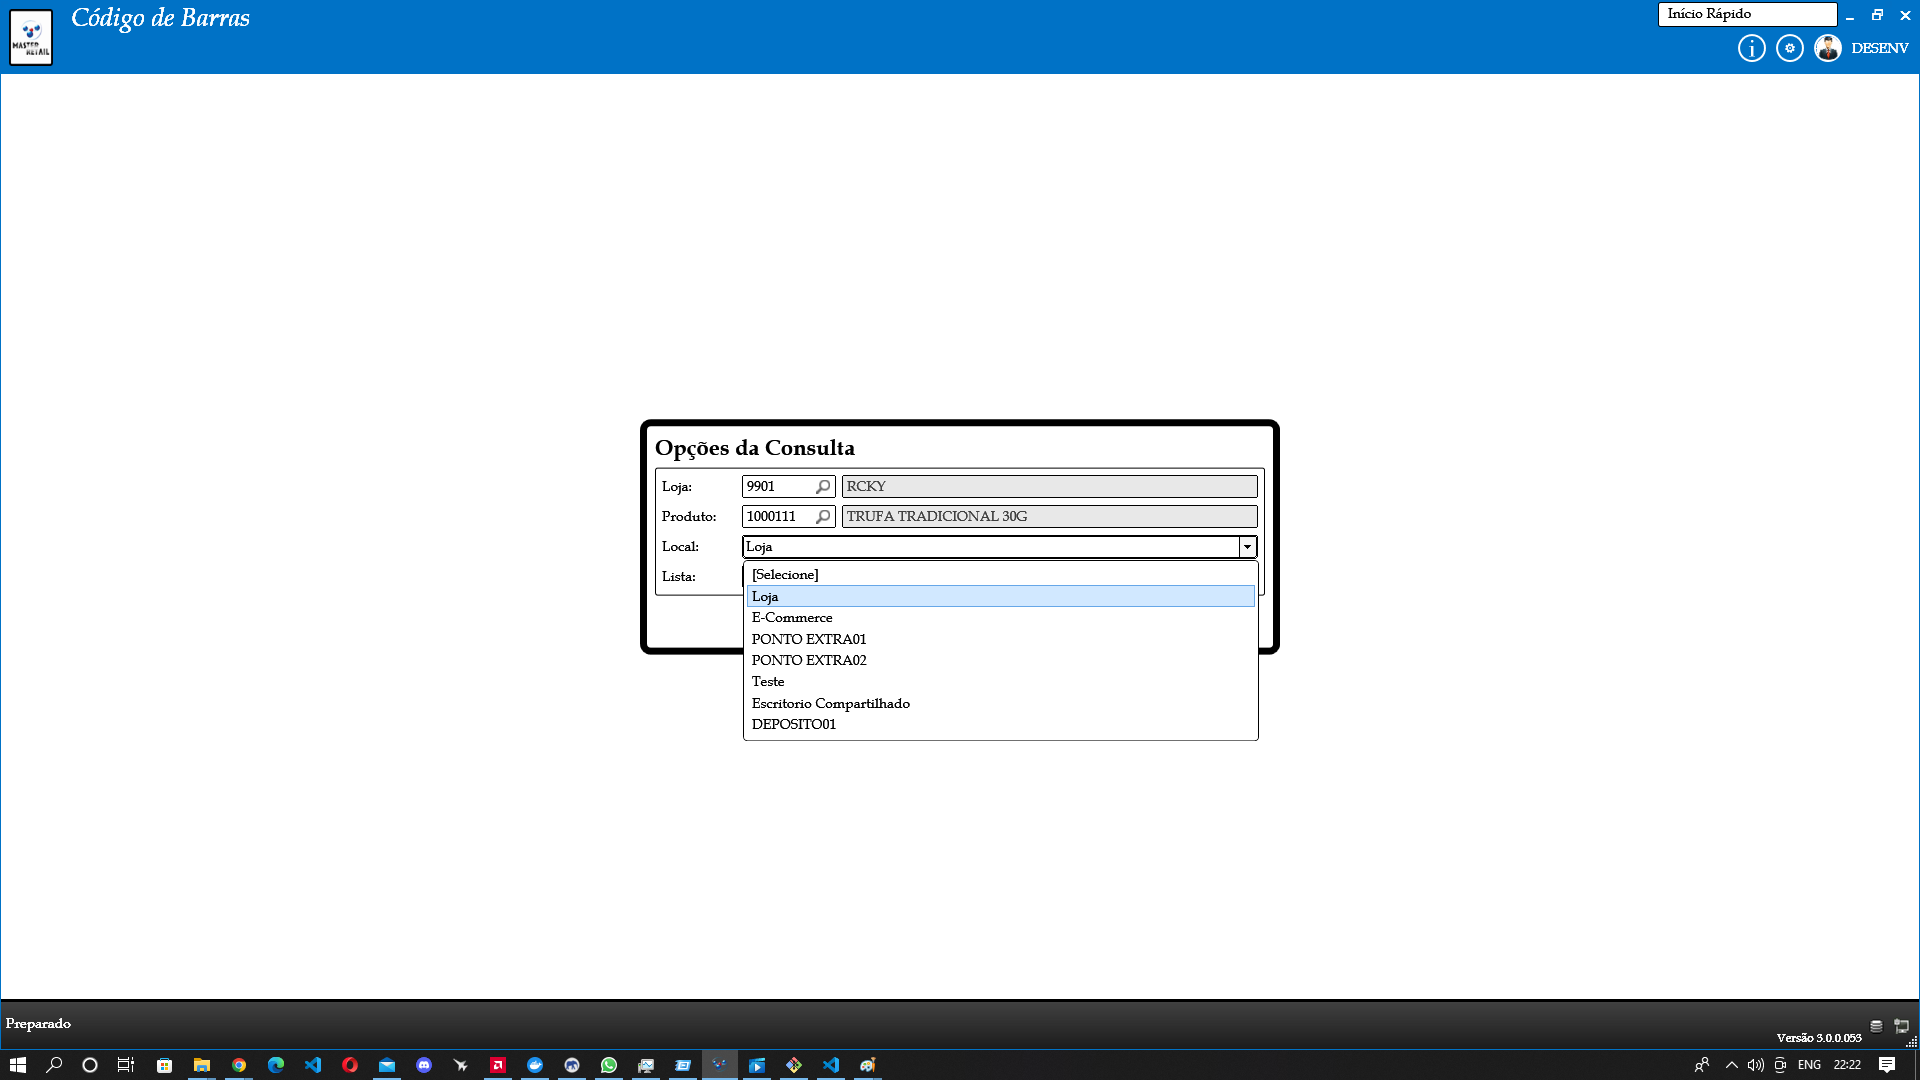 Código de Barras
Início Rápido
MASTER
RETAIL
DESENV
Opções da Consulta
Loja: 9901 RCKY
Produto: 1000111 TRUFA TRADICIONAL 30G
Local: Loja
Lista:
[Selecione]
Loja
E-Commerce
PONTO EXTRA01
PONTO EXTRA02
Teste
Escritorio Compartilhado
DEPOSITO01
Preparado
Versão 3.0.0.053
ENG 22:22